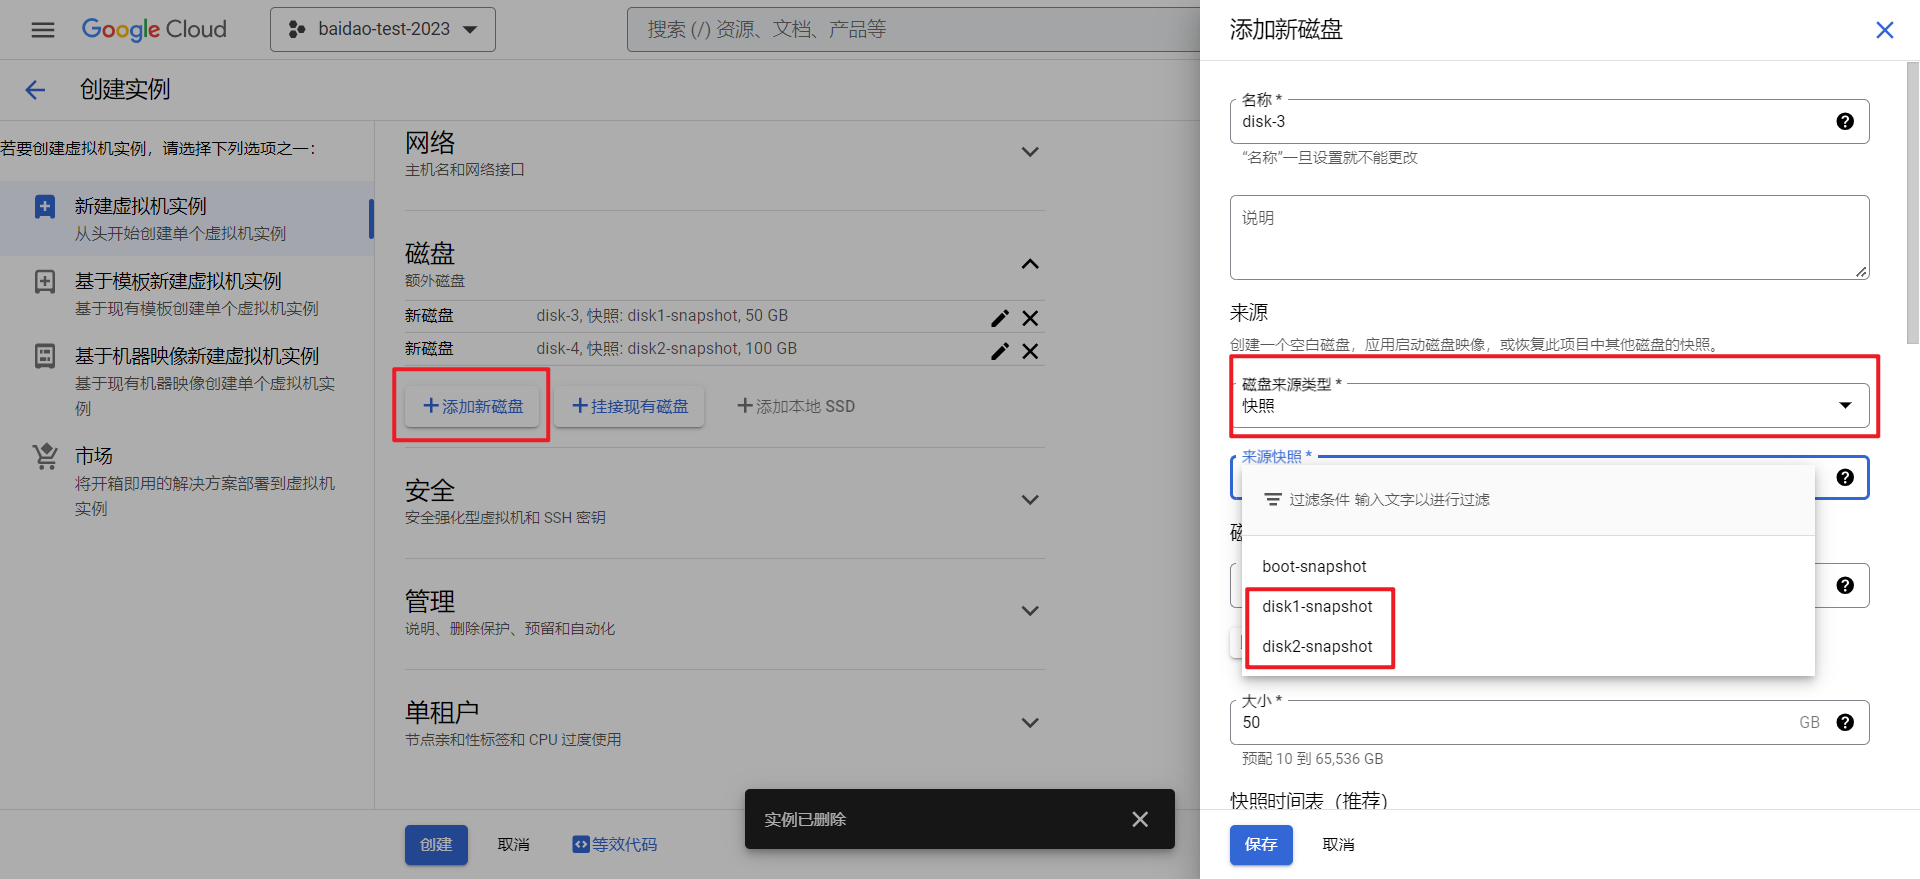 Google Cloud
baidao-test-2023
搜索 (/) 资源、文档、产品等
创建实例
若要创建虚拟机实例，请选择下列选项之一：
新建虚拟机实例
从头开始创建单个虚拟机实例
基于模板新建虚拟机实例
基于现有模板创建单个虚拟机实例
基于机器映像新建虚拟机实例
基于现有机器映像创建单个虚拟机实
例
市场
将开箱即用的解决方案部署到虚拟机
实例
网络
主机名和网络接口
磁盘
额外磁盘
新磁盘 disk-3, 快照: disk1-snapshot, 50 GB
新磁盘 disk-4, 快照: disk2-snapshot, 100 GB
添加新磁盘 挂接现有磁盘 添加本地 SSD
安全
安全强化型虚拟机和 SSH 密钥
管理
说明、删除保护、预留和自动化
单租户
节点亲和性标签和 CPU 过度使用
创建 取消 等效代码
实例已删除
添加新磁盘
名称 *
disk-3
“名称”一旦设置就不能更改
说明
来源
创建一个空白磁盘，应用启动磁盘映像，或恢复此项目中其他磁盘的快照。
磁盘来源类型 *
快照
来源快照 *
过滤条件 输入文字以进行过滤
boot-snapshot
disk1-snapshot
disk2-snapshot
大小 *
50 GB
预配 10 到 65,536 GB
快照时间表（推荐）
保存 取消